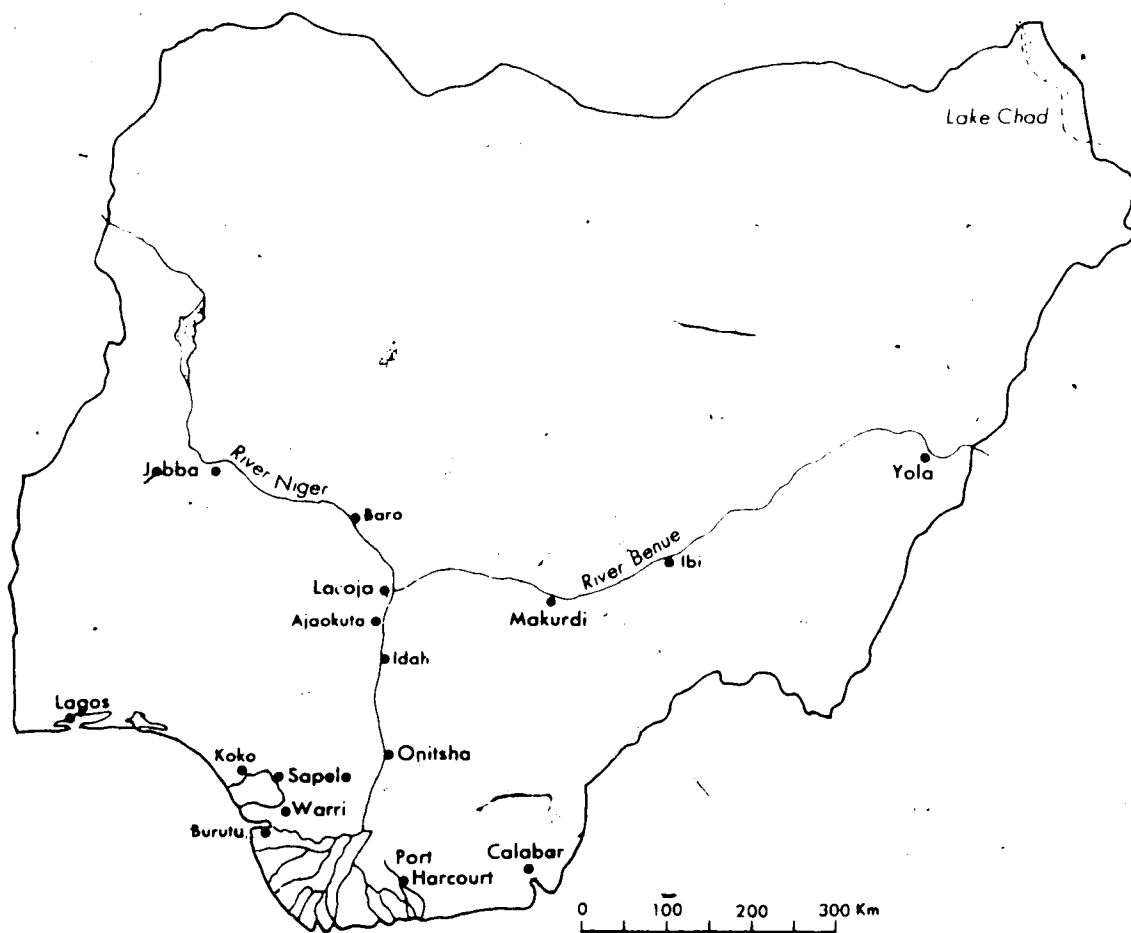 Lake Chad
Jebba
River Niger
Yola
Baro
River Benue
Ibi
Makurdi
Ajaokuta
Idah
Lagos
Onitsha
Koko
Sapele
Warri
Burutu
Port
Harcourt
Calabar
0 100 200 300 Km